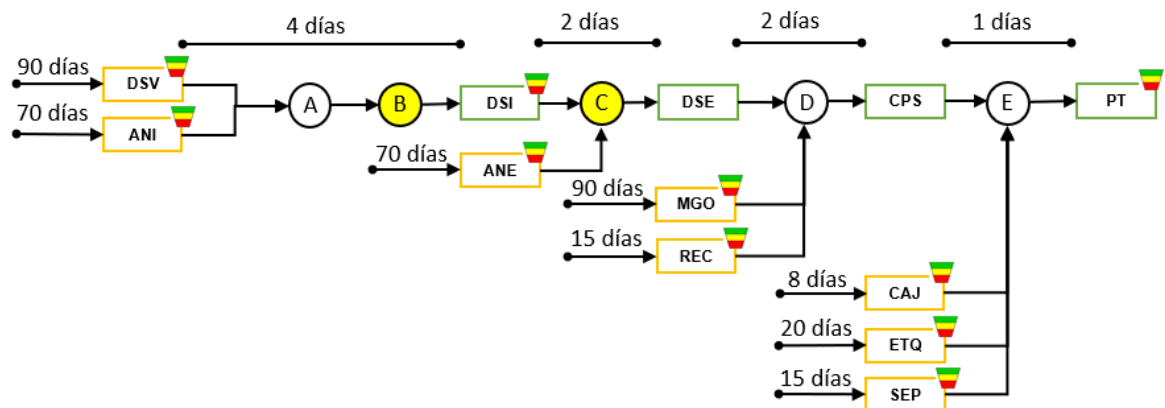 4 días
2 días
2 días
1 días
90 días
DSV
70 días
ANI
A
B
DSI
C
DSE
D
CPS
E
PT
70 días
ANE
90 días
MGO
15 días
REC
8 días
CAJ
20 días
ETQ
15 días
SEP